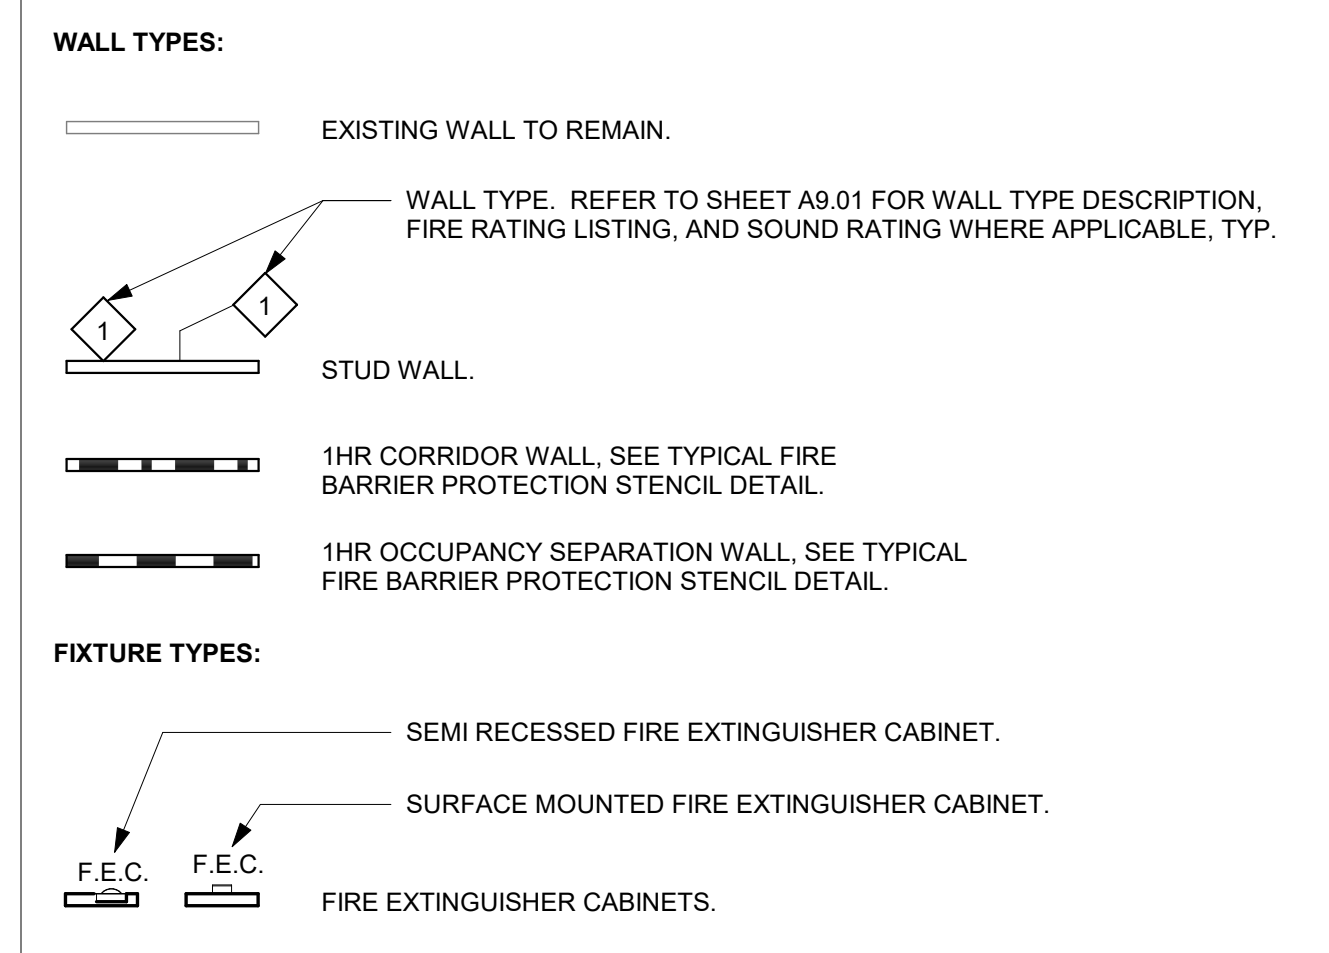 WALL TYPES:
EXISTING WALL TO REMAIN.
WALL TYPE.  REFER TO SHEET A9.01 FOR WALL TYPE DESCRIPTION,
FIRE RATING LISTING, AND SOUND RATING WHERE APPLICABLE, TYP.
1
1
STUD WALL.
1HR CORRIDOR WALL, SEE TYPICAL FIRE
BARRIER PROTECTION STENCIL DETAIL.
1HR OCCUPANCY SEPARATION WALL, SEE TYPICAL
FIRE BARRIER PROTECTION STENCIL DETAIL.
FIXTURE TYPES:
SEMI RECESSED FIRE EXTINGUISHER CABINET.
SURFACE MOUNTED FIRE EXTINGUISHER CABINET.
F.E.C.
F.E.C.
FIRE EXTINGUISHER CABINETS.